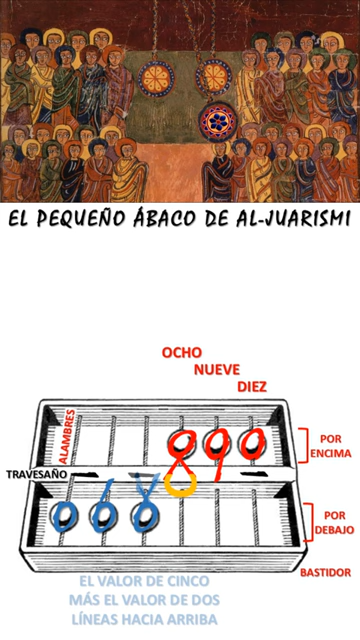 EL PEQUEÑO ÁBACO DE AL-JUARISMI
OCHO
NUEVE
DIEZ
ALAMBRES
POR
ENCIMA
TRAVESAÑO
POR
DEBAJO
BASTIDOR
EL VALOR DE CINCO
MÁS EL VALOR DE DOS
LÍNEAS HACIA ARRIBA